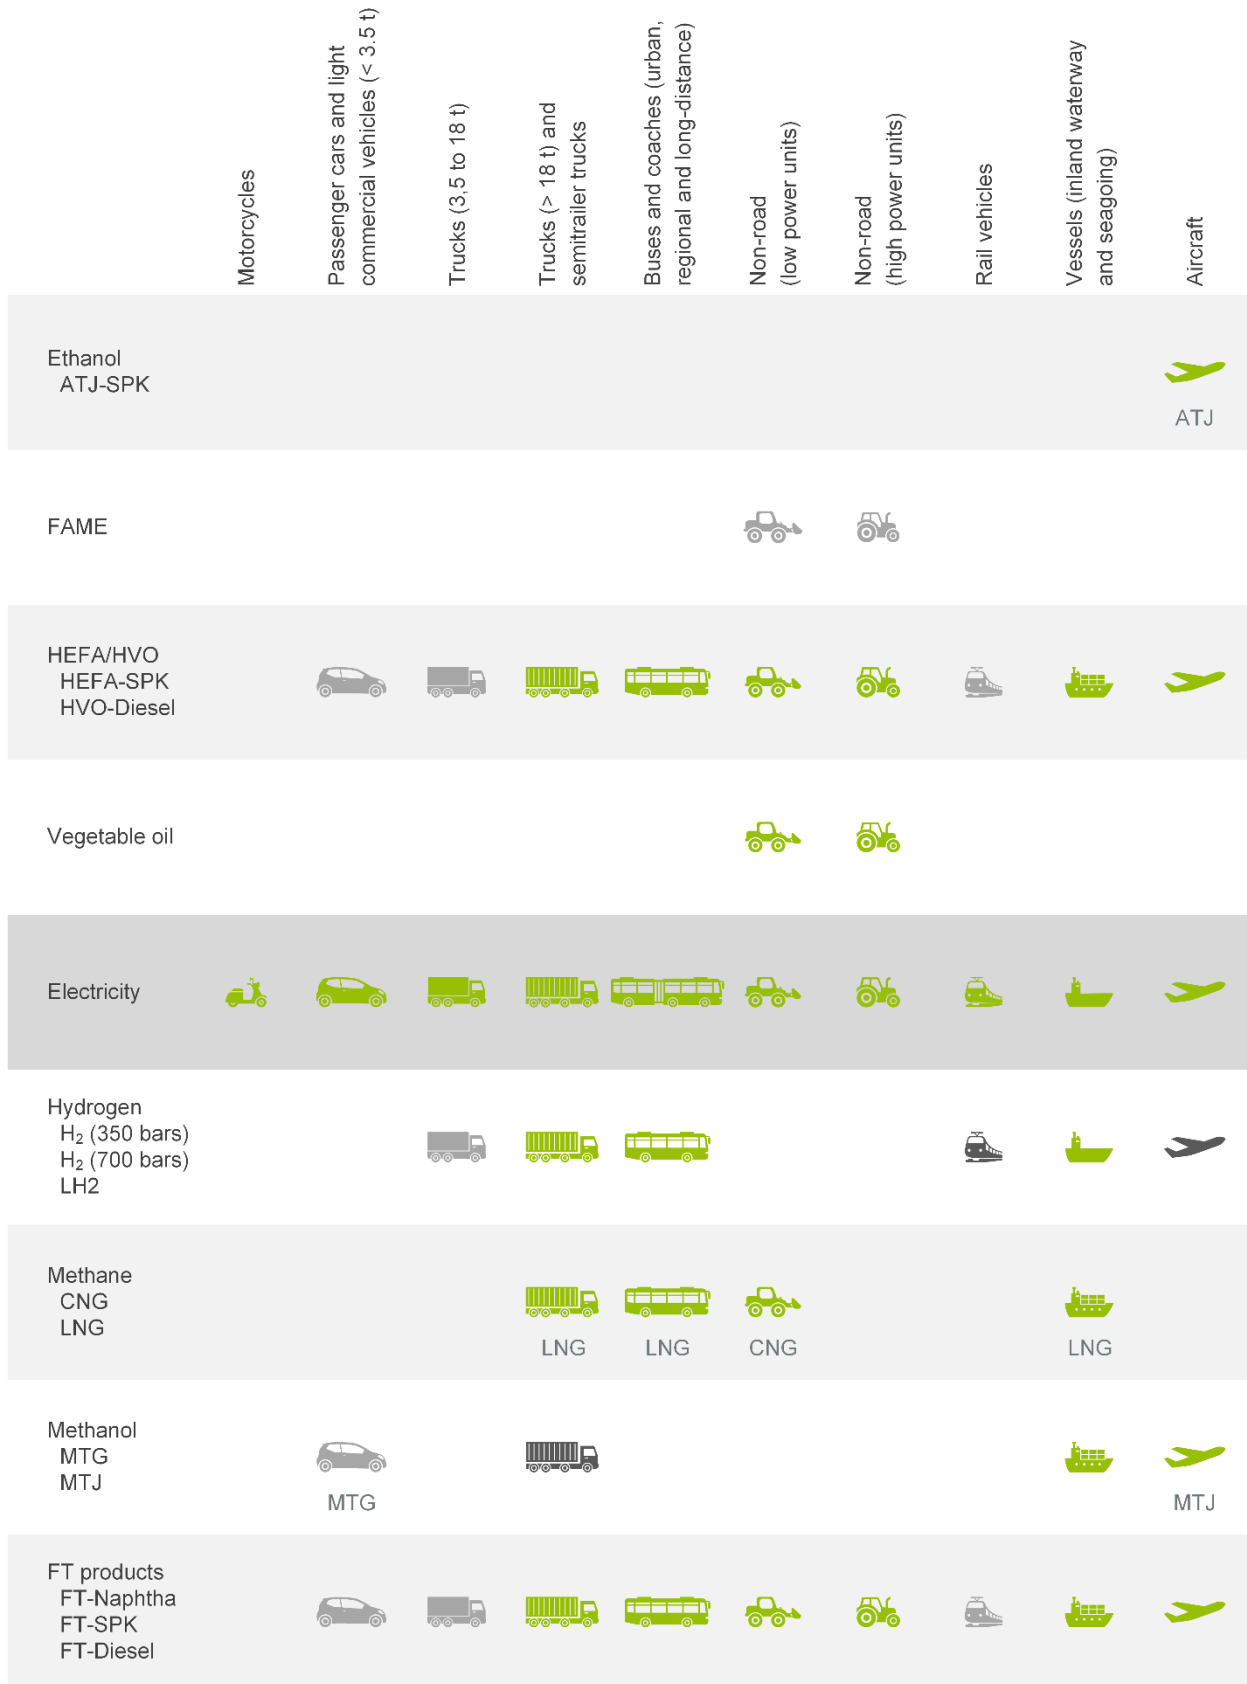 Motorcycles
Passenger cars and light
commercial vehicles (< 3.5 t)
Trucks (3,5 to 18 t)
Trucks (> 18 t) and
semitrailer trucks
Buses and coaches (urban,
regional and long-distance)
Non-road
(low power units)
Non-road
(high power units)
Rail vehicles
Vessels (inland waterway
and seagoing)
Aircraft
Ethanol
ATJ-SPK
ATJ
FAME
HEFA/HVO
HEFA-SPK
HVO-Diesel
Vegetable oil
Electricity
Hydrogen
H₂ (350 bars)
H₂ (700 bars)
LH2
Methane
CNG
LNG
LNG LNG CNG LNG
Methanol
MTG
MTJ
MTG MTJ
FT products
FT-Naphtha
FT-SPK
FT-Diesel